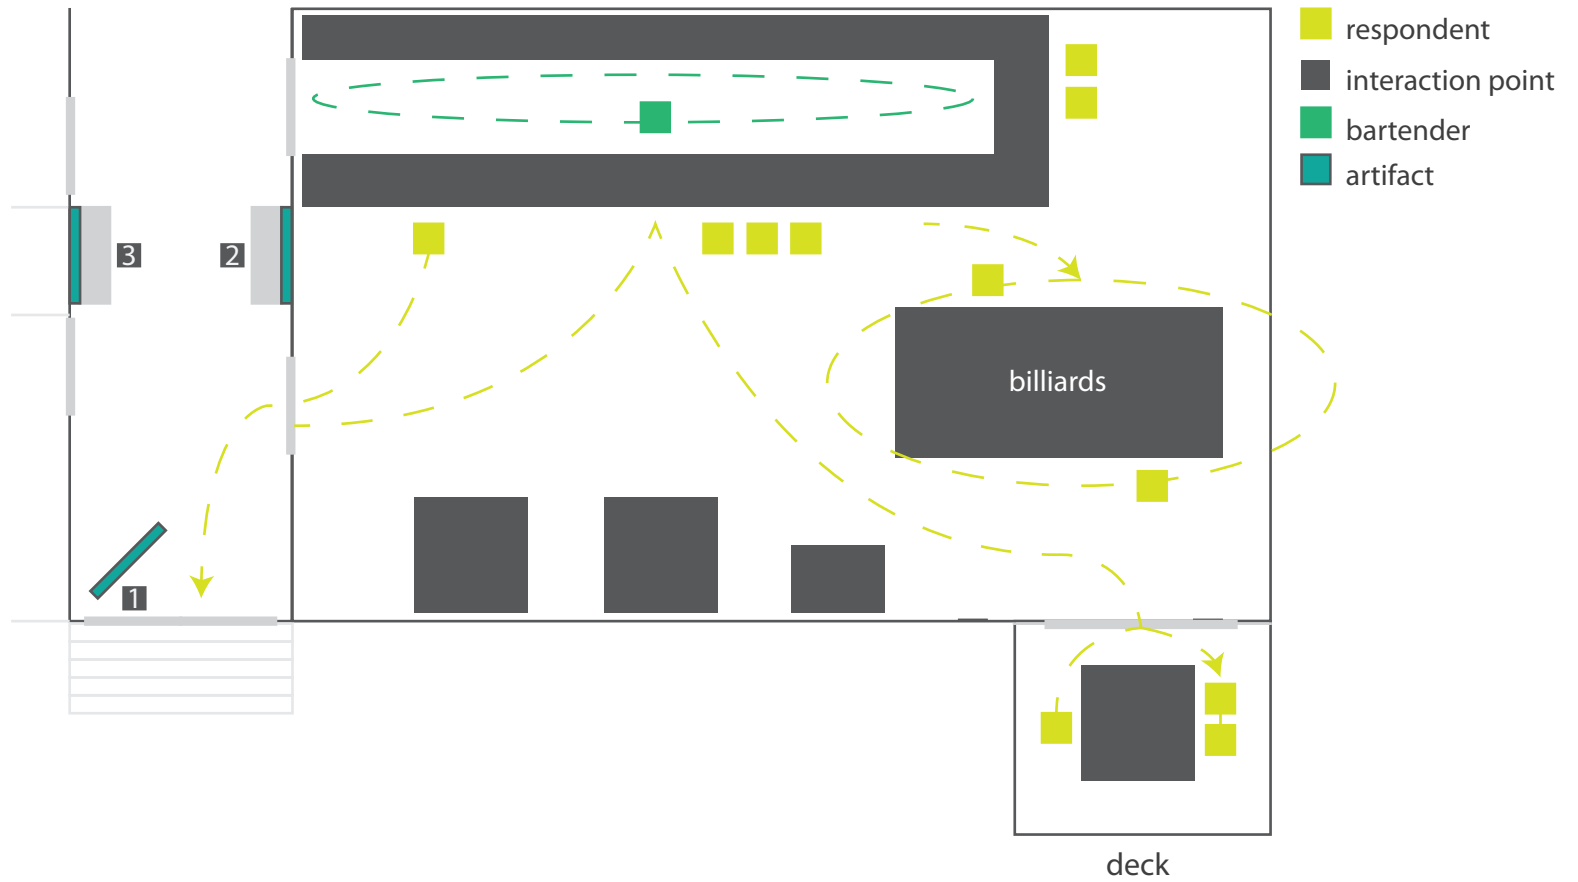 respondent
interaction point
bartender
artifact
3
2
billiards
1
deck